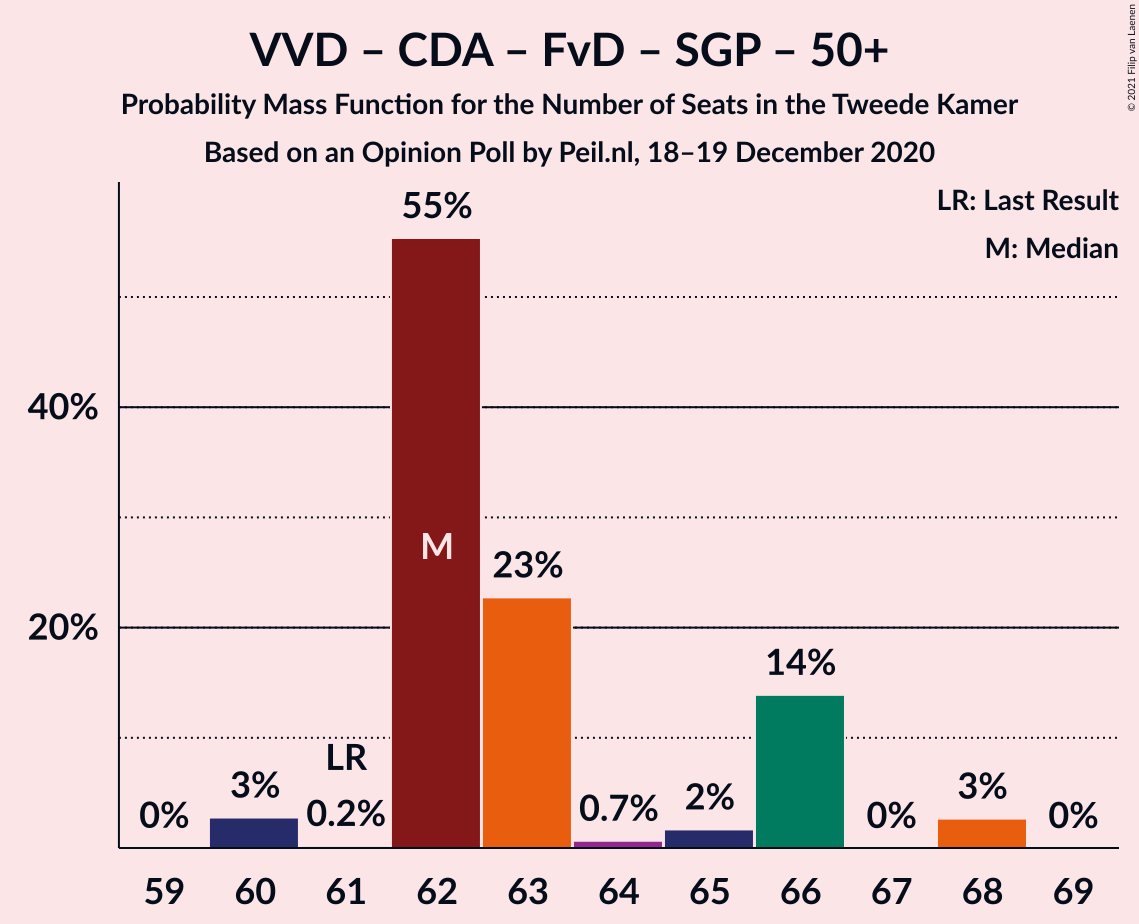 VVD – CDA – FvD – SGP – 50+
Probability Mass Function for the Number of Seats in the Tweede Kamer
Based on an Opinion Poll by Peil.nl, 18–19 December 2020
© 2021 Filip van Laenen
LR: Last Result
M: Median
40%
20%
0%
3%
LR
0.2%
55%
M
23%
0.7%
2%
14%
0%
3%
0%
59 60 61 62 63 64 65 66 67 68 69